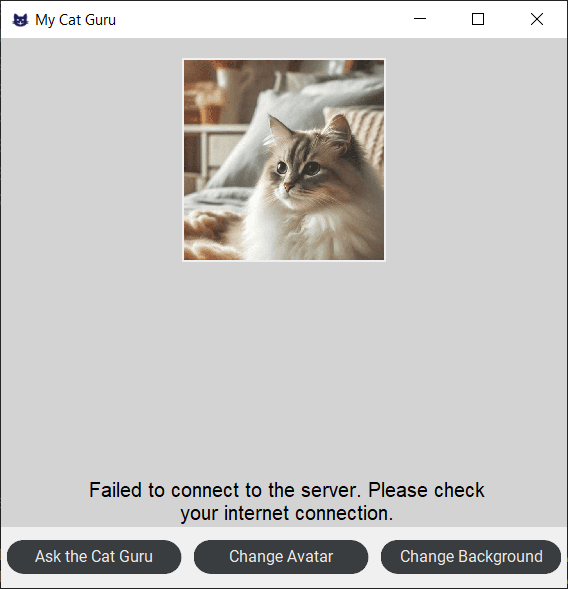 My Cat Guru
Failed to connect to the server. Please check
your internet connection.
Ask the Cat Guru
Change Avatar
Change Background